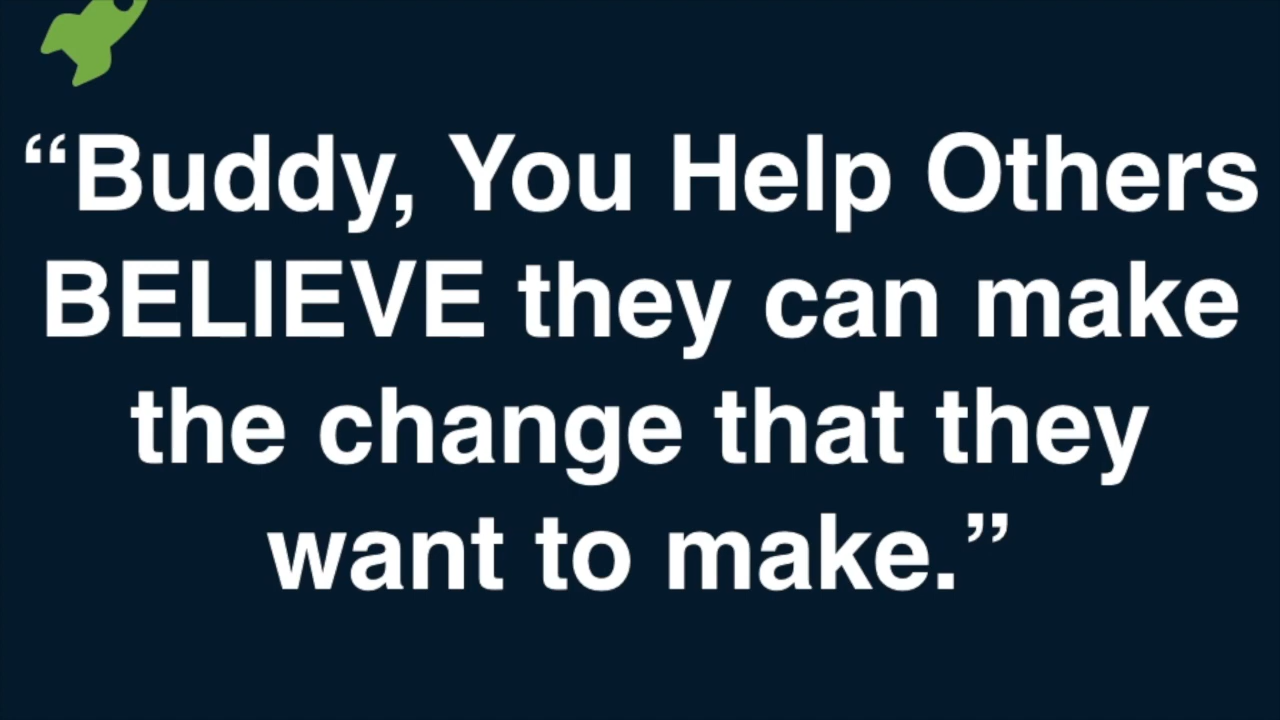 “Buddy, You Help Others
BELIEVE they can make
the change that they
want to make.”